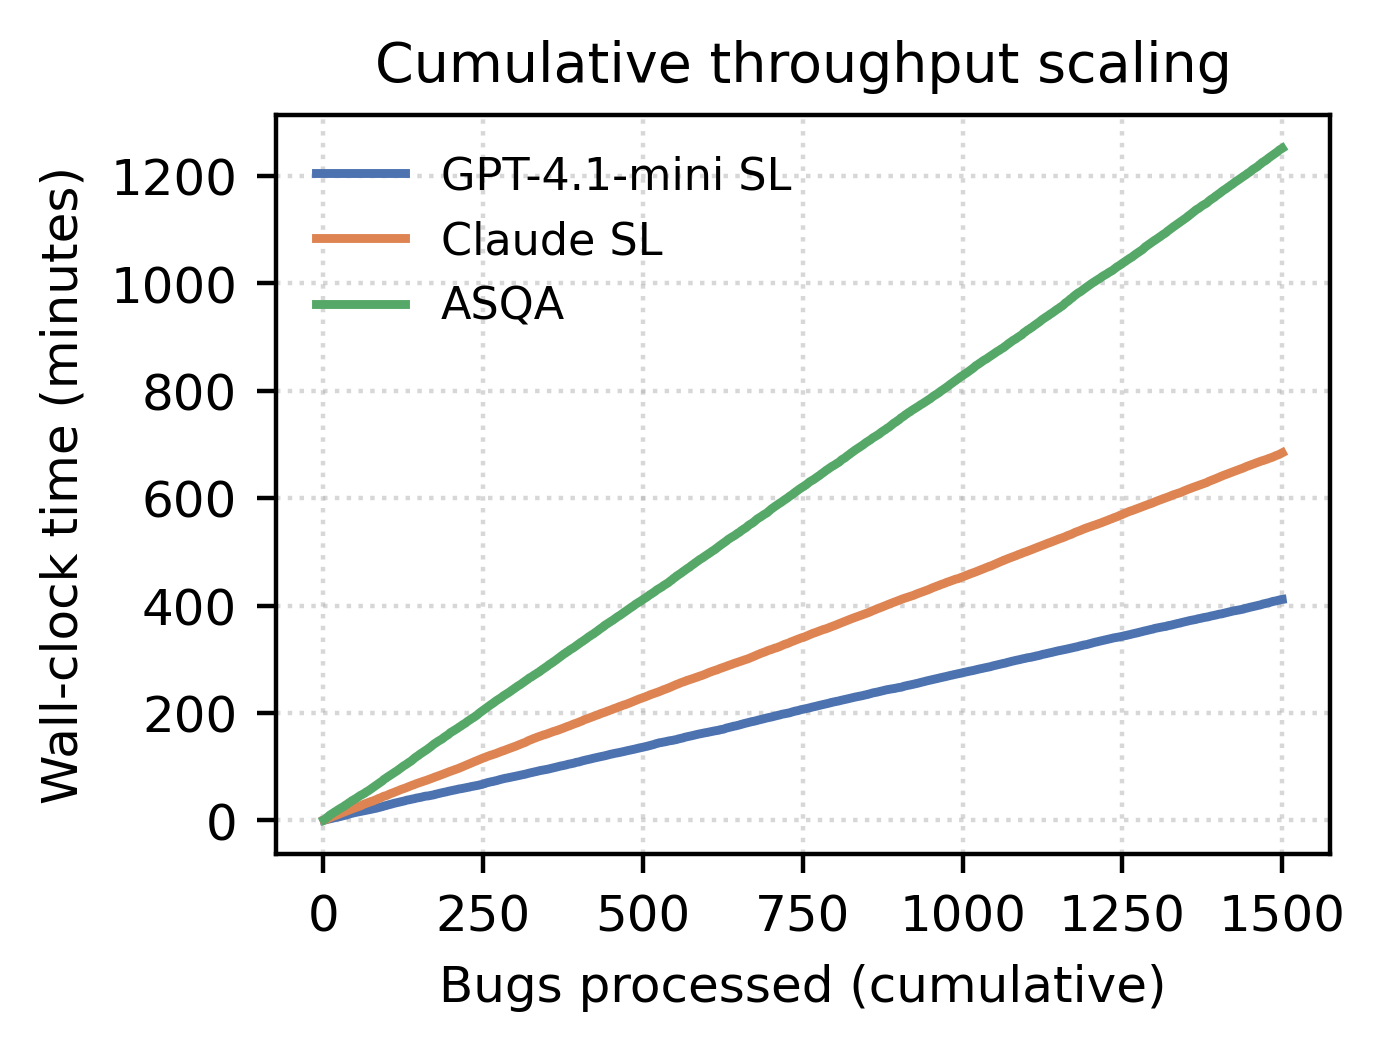 Cumulative throughput scaling
Wall-clock time (minutes)
1200
1000
800
600
400
200
0
GPT-4.1-mini SL
Claude SL
ASQA
0 250 500 750 1000 1250 1500
Bugs processed (cumulative)